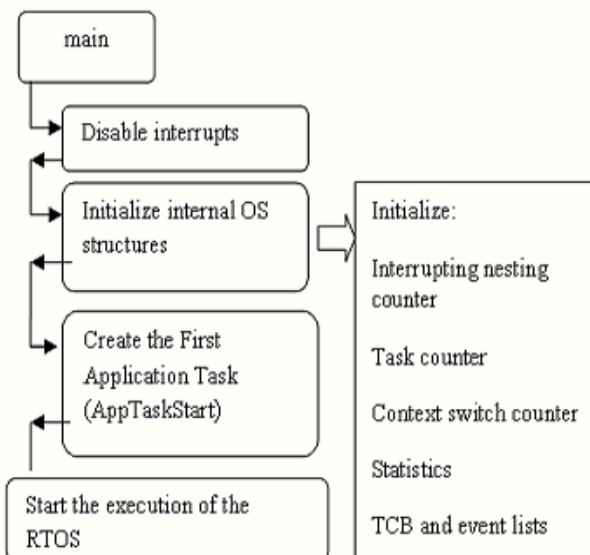 main
Disable interrupts
Initialize internal OS
structures
Create the First
Application Task
(AppTaskStart)
Start the execution of the
RTOS
Initialize:
Interrupting nesting
counter
Task counter
Context switch counter
Statistics
TCB and event lists